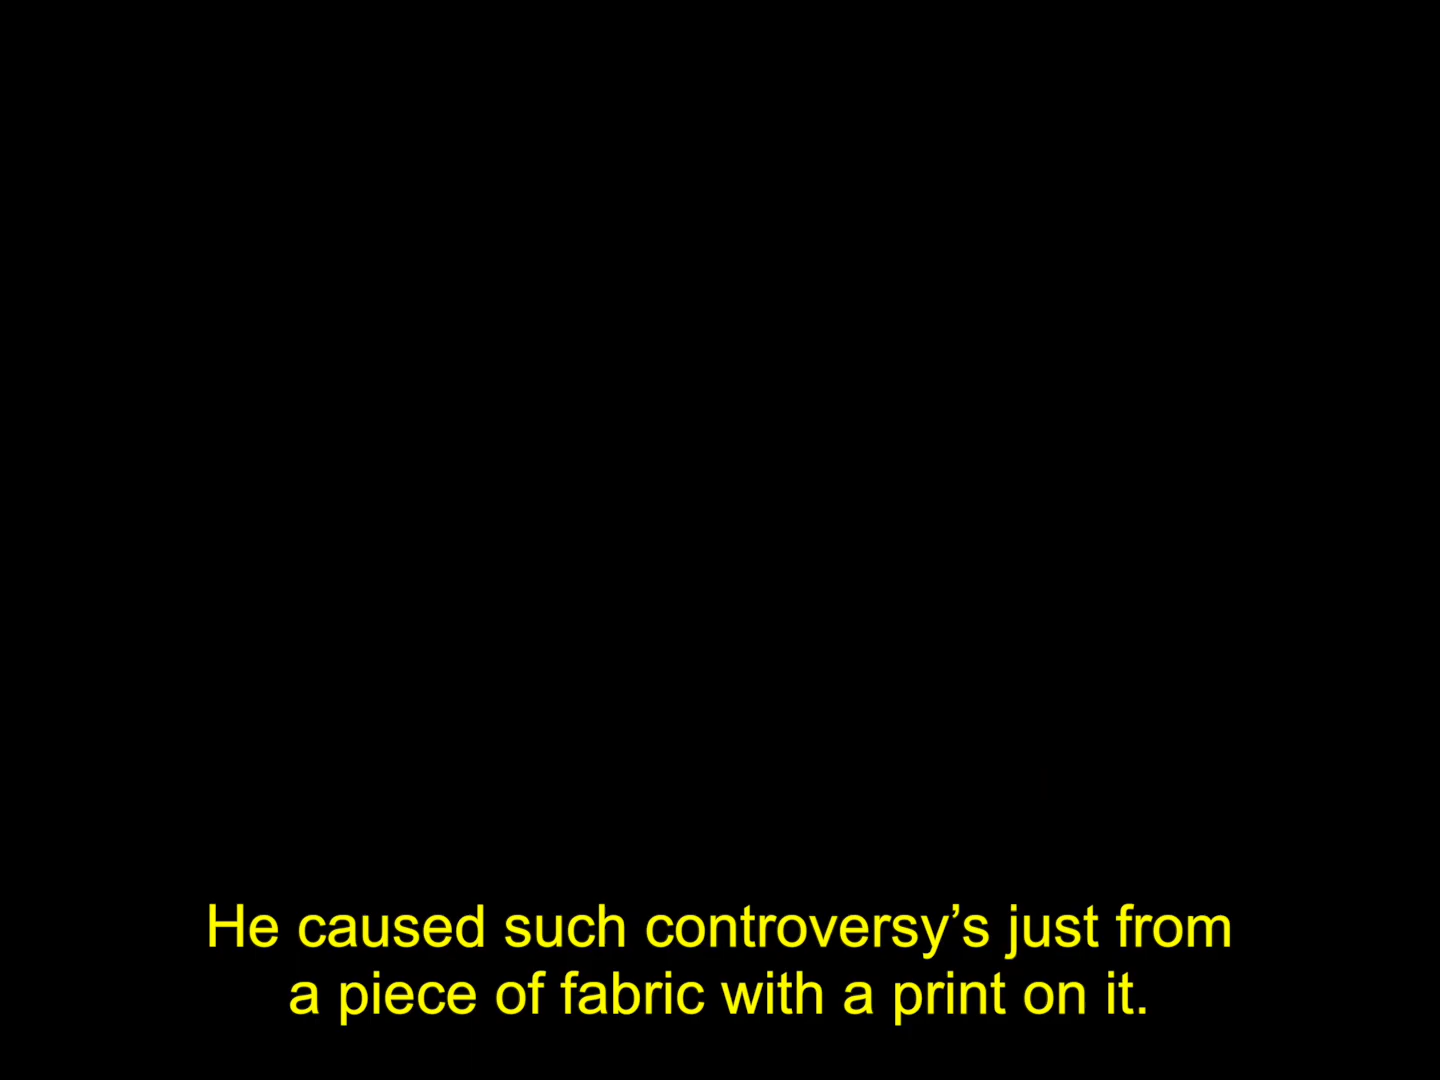 He caused such controversy’s just from
a piece of fabric with a print on it.